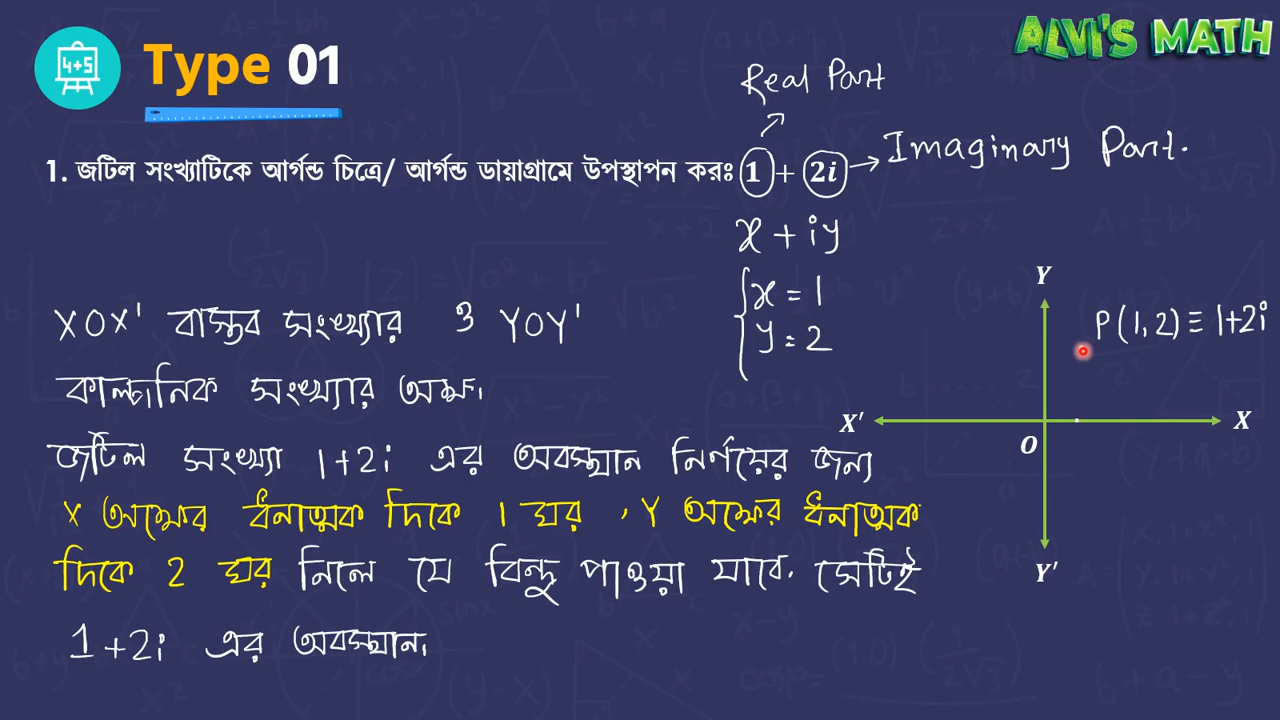 4+5
Type 01
ALVI'S MATH
Real Part
1. জটিল সংখ্যাটিকে আর্গন্ড চিত্রে/ আর্গন্ড ডায়াগ্রামে উপস্থাপন করঃ 1 + 2i → Imaginary Part.
x + iy
x = 1
y = 2
XOX' বাস্তব সংখ্যার ও YOY'
কাল্পনিক সংখ্যার অক্ষ।
জটিল সংখ্যা 1+2i এর অবস্থান নির্ণয়ের জন্য
X অক্ষের ধনাত্মক দিকে 1 ঘর, Y অক্ষের ধনাত্মক
দিকে 2 ঘর নিলে যে বিন্দু পাওয়া যাবে, সেটিই
1+2i এর অবস্থান।
Y
P(1,2) ≡ 1+2i
X'
X
O
Y'